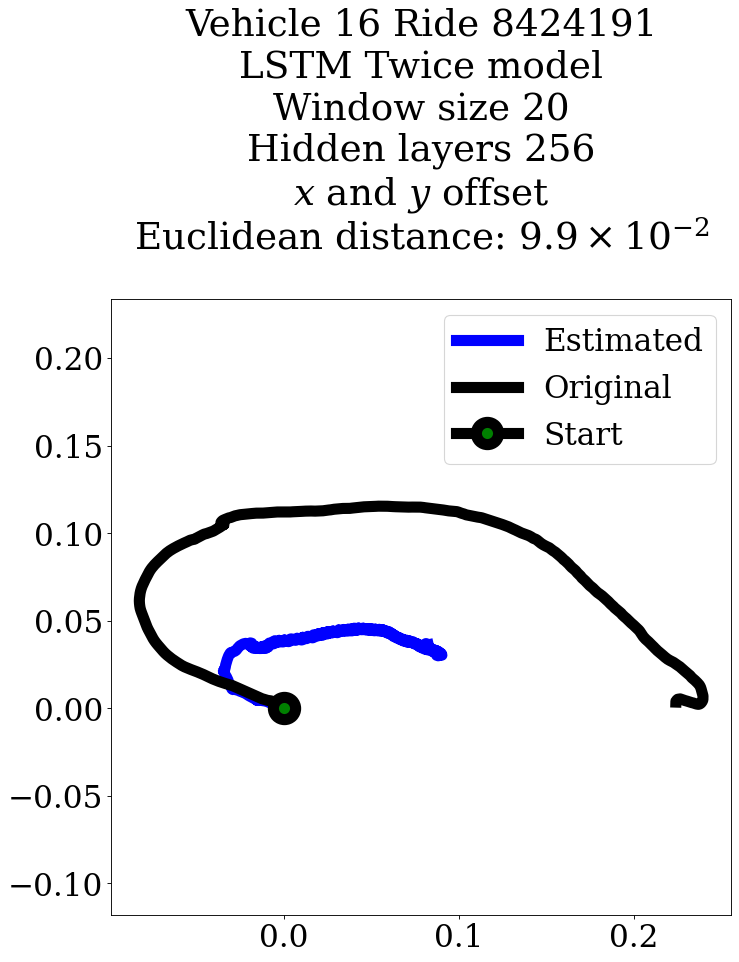 Vehicle 16 Ride 8424191
LSTM Twice model
Window size 20
Hidden layers 256
x and y offset
Euclidean distance: 9.9 × 10⁻²
Estimated
Original
Start
0.20
0.15
0.10
0.05
0.00
−0.05
−0.10
0.0 0.1 0.2